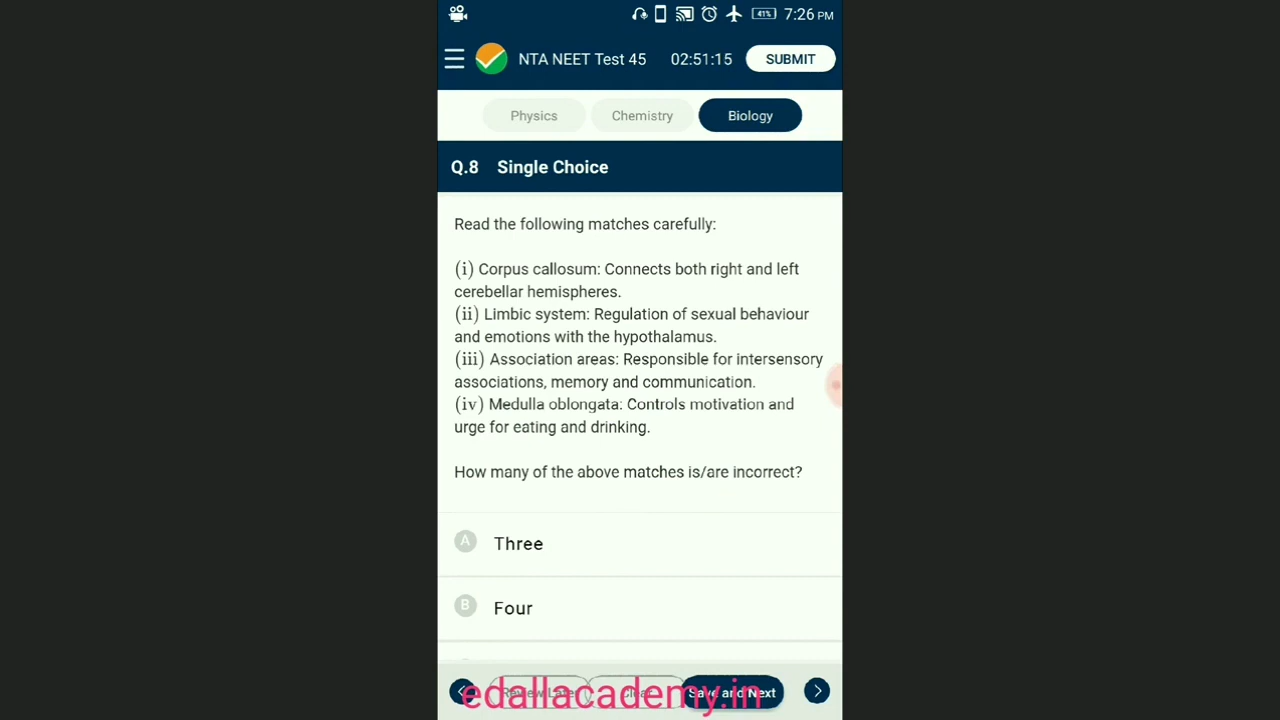 41% 7:26 PM
NTA NEET Test 45 02:51:15 SUBMIT
Physics Chemistry Biology
Q.8 Single Choice
Read the following matches carefully:
(i) Corpus callosum: Connects both right and left
cerebellar hemispheres.
(ii) Limbic system: Regulation of sexual behaviour
and emotions with the hypothalamus.
(iii) Association areas: Responsible for intersensory
associations, memory and communication.
(iv) Medulla oblongata: Controls motivation and
urge for eating and drinking.
How many of the above matches is/are incorrect?
A Three
B Four
Review Later Clear Save and Next
edallacademy.in